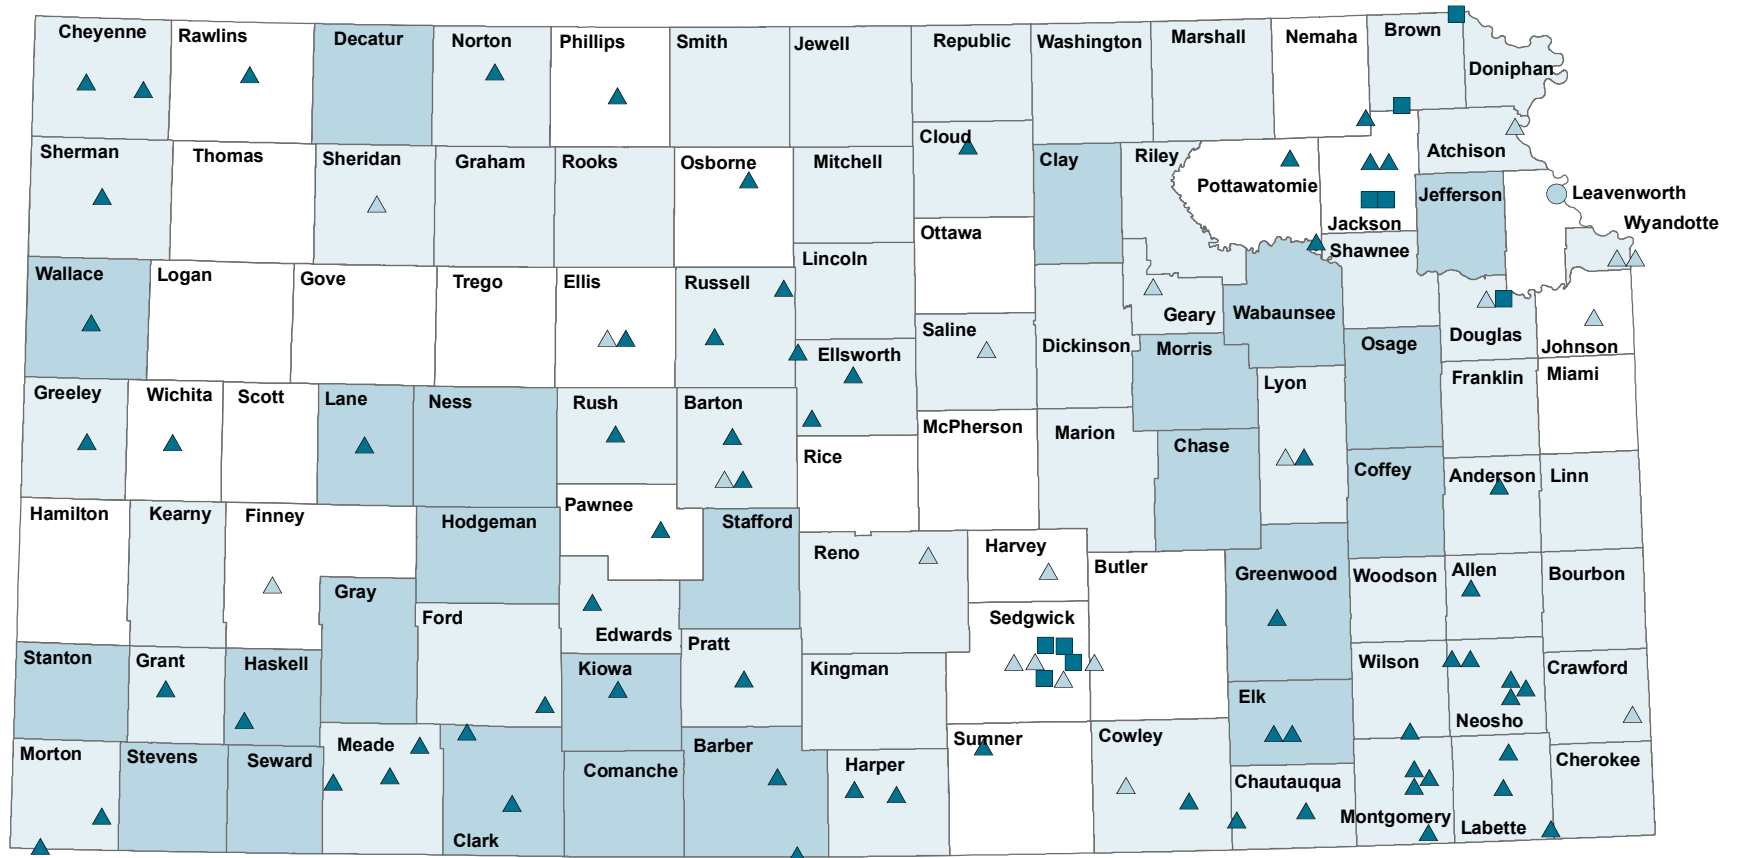 Cheyenne
Rawlins
Decatur
Norton
Phillips
Smith
Jewell
Republic
Washington
Marshall
Nemaha
Brown
Doniphan
Sherman
Thomas
Sheridan
Graham
Rooks
Osborne
Mitchell
Cloud
Clay
Riley
Pottawatomie
Jackson
Atchison
Jefferson
Leavenworth
Wyandotte
Wallace
Logan
Gove
Trego
Ellis
Russell
Lincoln
Ottawa
Shawnee
Ellsworth
Saline
Dickinson
Geary
Morris
Wabaunsee
Osage
Douglas
Johnson
Greeley
Wichita
Scott
Lane
Ness
Rush
Barton
Rice
McPherson
Marion
Chase
Lyon
Coffey
Franklin
Miami
Anderson
Linn
Hamilton
Kearny
Finney
Hodgeman
Pawnee
Stafford
Reno
Harvey
Butler
Greenwood
Woodson
Allen
Bourbon
Gray
Ford
Edwards
Pratt
Sedgwick
Stanton
Grant
Haskell
Kiowa
Kingman
Elk
Wilson
Neosho
Crawford
Morton
Stevens
Seward
Meade
Clark
Comanche
Barber
Harper
Sumner
Cowley
Chautauqua
Montgomery
Labette
Cherokee